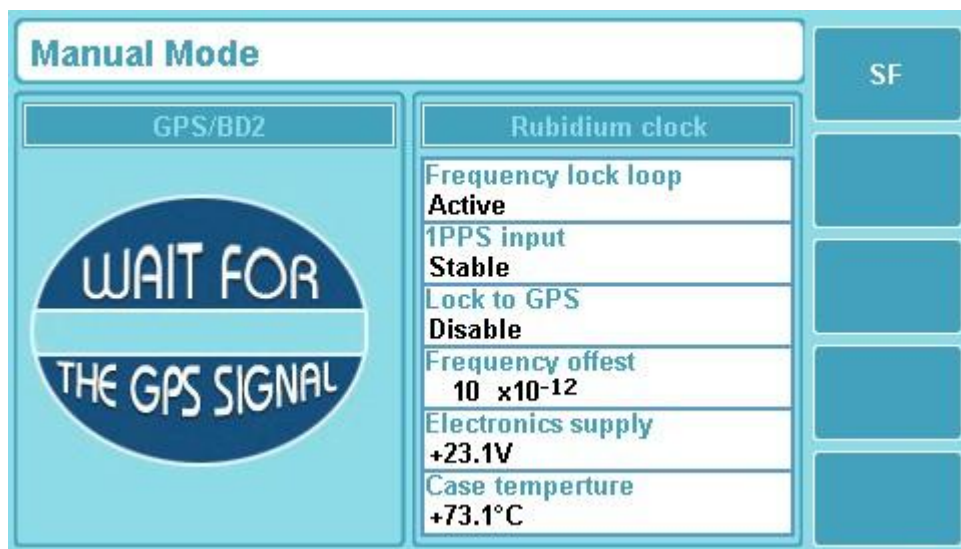 Manual Mode
SF
GPS/BD2
WAIT FOR
THE GPS SIGNAL
Rubidium clock
Frequency lock loop
Active
1PPS input
Stable
Lock to GPS
Disable
Frequency offest
10 x10-12
Electronics supply
+23.1V
Case temperture
+73.1°C